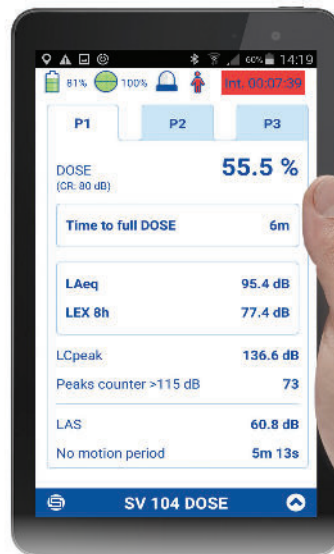 60% 14:19
81% 100% Int. 00:07:39
P1 P2 P3
DOSE 55.5 %
(CR: 80 dB)
Time to full DOSE 6m
LAeq 95.4 dB
LEX 8h 77.4 dB
LCpeak 136.6 dB
Peaks counter >115 dB 73
LAS 60.8 dB
No motion period 5m 13s
SV 104 DOSE